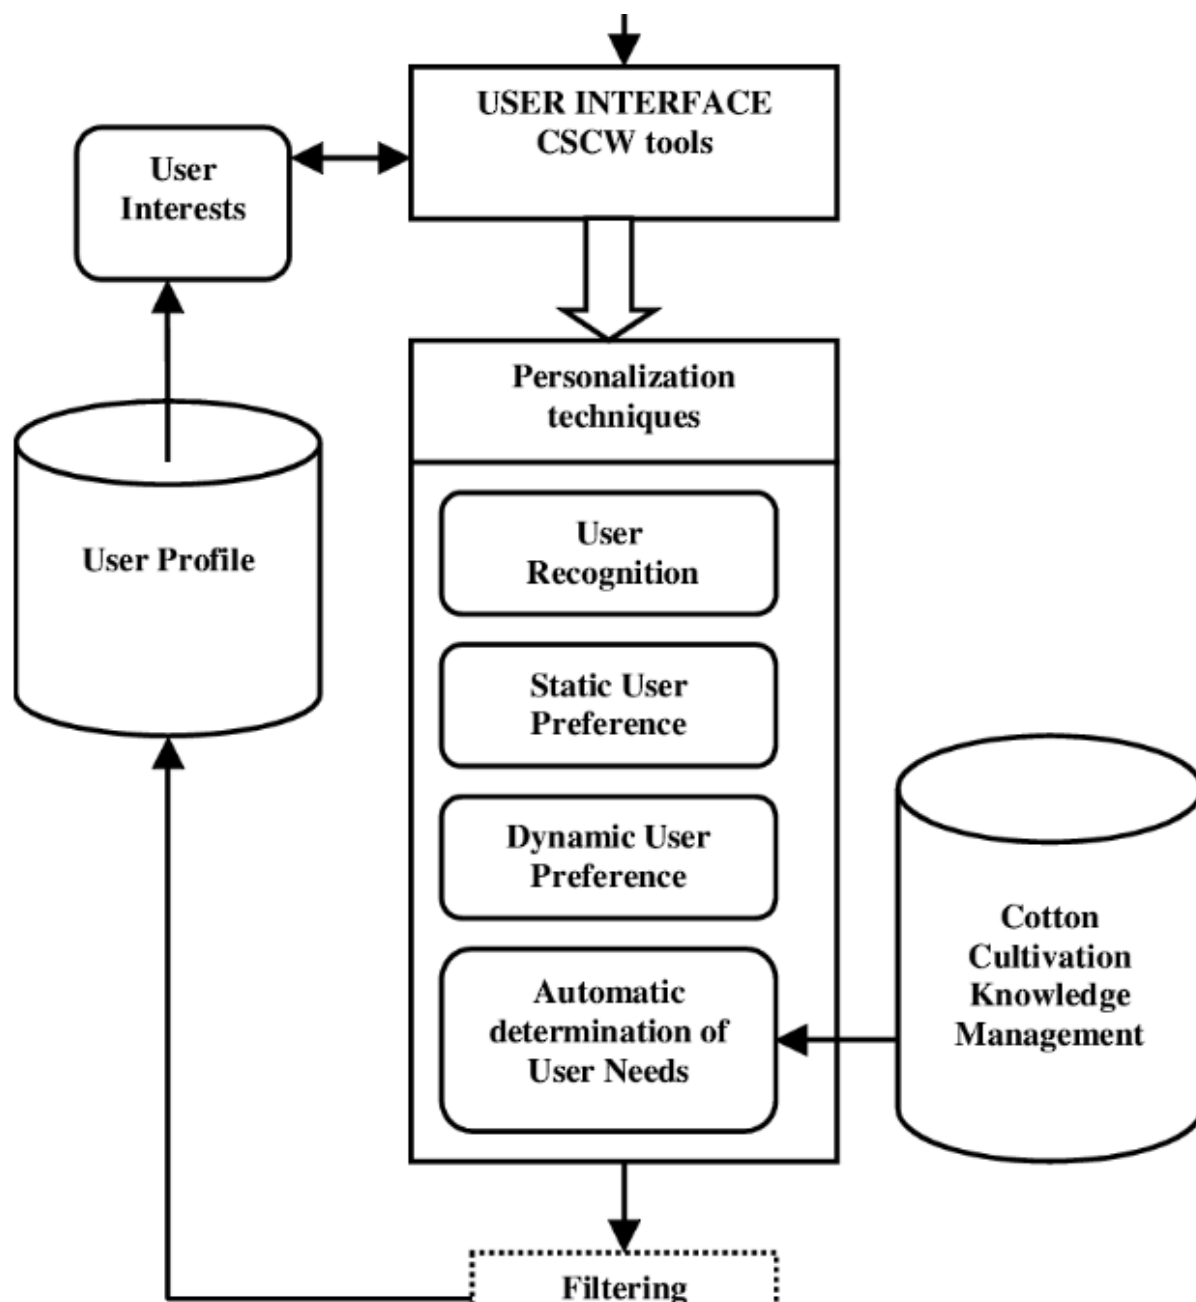 USER INTERFACE
CSCW tools
User
Interests
Personalization
techniques
User
Recognition
User Profile
Static User
Preference
Dynamic User
Preference
Cotton
Cultivation
Knowledge
Management
Automatic
determination of
User Needs
Filtering